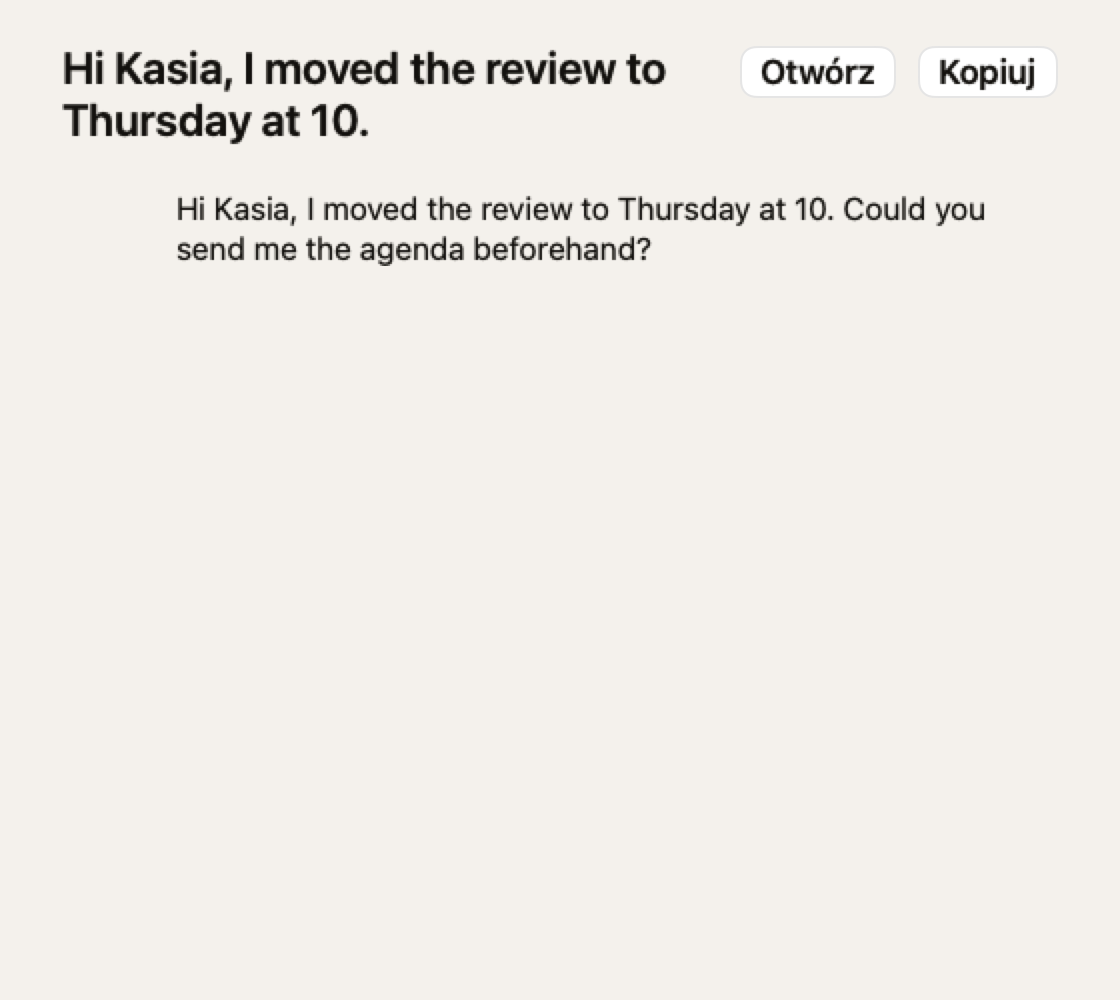 Hi Kasia, I moved the review to
Thursday at 10.
Otwórz
Kopiuj
Hi Kasia, I moved the review to Thursday at 10. Could you
send me the agenda beforehand?